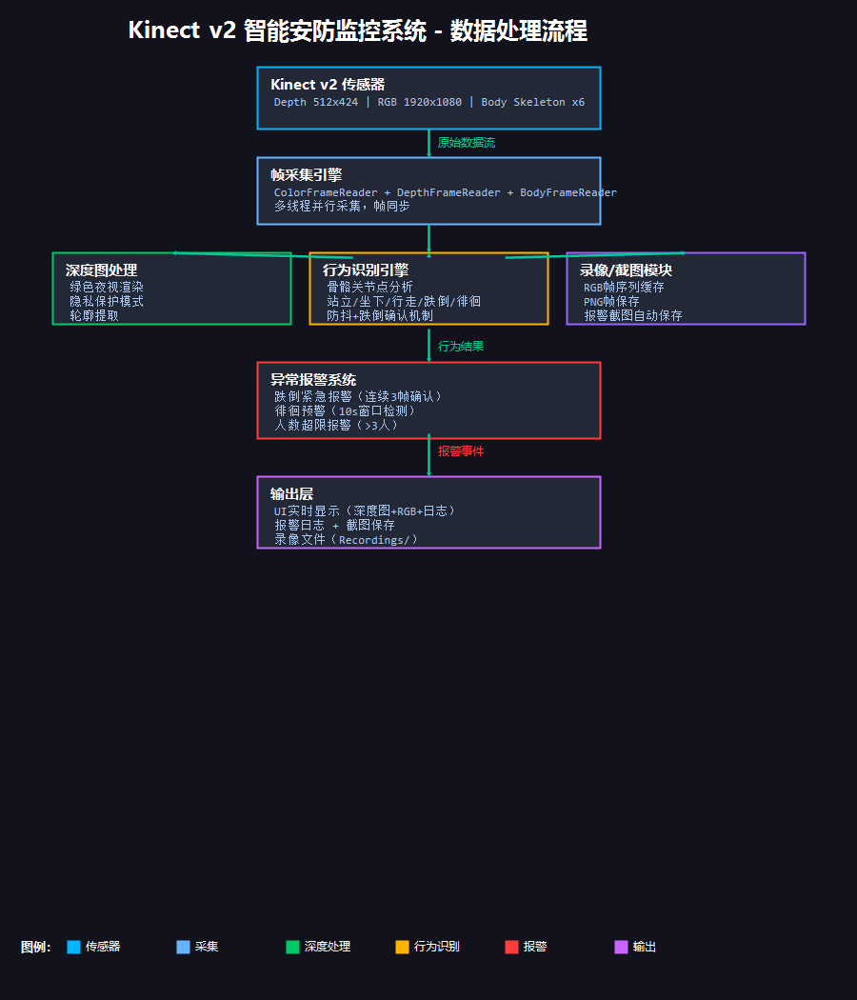 Kinect v2 智能安防监控系统 - 数据处理流程
Kinect v2 传感器
Depth 512x424 | RGB 1920x1080 | Body Skeleton x6
原始数据流
帧采集引擎
ColorFrameReader + DepthFrameReader + BodyFrameReader
多线程并行采集，帧同步
深度图处理
绿色夜视渲染
隐私保护模式
轮廓提取
行为识别引擎
骨骼关节点分析
站立/坐下/行走/跌倒/徘徊
防抖+跌倒确认机制
录像/截图模块
RGB帧序列缓存
PNG帧保存
报警截图自动保存
行为结果
异常报警系统
跌倒紧急报警（连续3帧确认）
徘徊预警（10s窗口检测）
人数超限报警（>3人）
报警事件
输出层
UI实时显示（深度图+RGB+日志）
报警日志 + 截图保存
录像文件（Recordings/）
图例: 传感器 采集 深度处理 行为识别 报警 输出